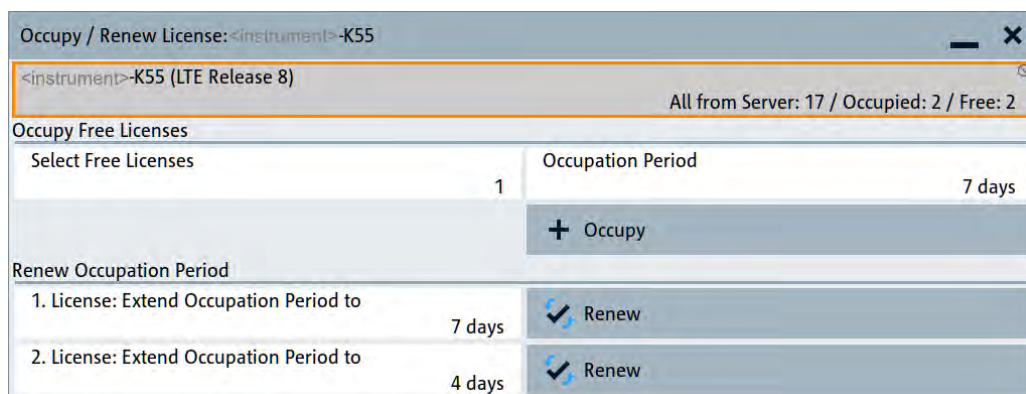 Occupy / Renew License: <instrument>-K55
<instrument>-K55 (LTE Release 8)
All from Server: 17 / Occupied: 2 / Free: 2
Occupy Free Licenses
Select Free Licenses
1
Occupation Period
7 days
+ Occupy
Renew Occupation Period
1. License: Extend Occupation Period to
7 days
Renew
2. License: Extend Occupation Period to
4 days
Renew